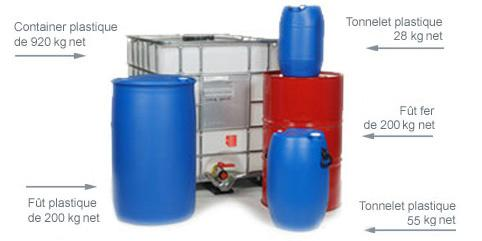 Container plastique
de 920 kg net
Tonnelet plastique
28 kg net
Fût fer
de 200 kg net
Fût plastique
de 200 kg net
Tonnelet plastique
55 kg net